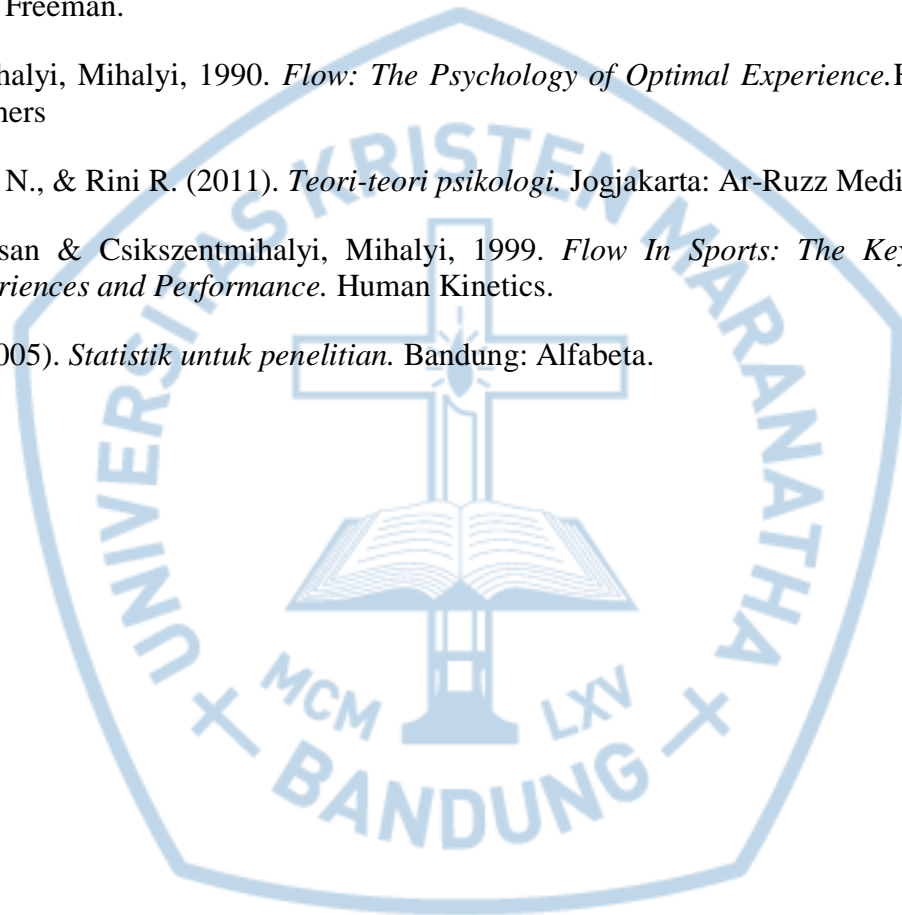 Freeman.
halyi, Mihalyi, 1990. Flow: The Psychology of Optimal Experience.
ners
N., & Rini R. (2011). Teori-teori psikologi. Jogjakarta: Ar-Ruzz Medi
san & Csikszentmihalyi, Mihalyi, 1999. Flow In Sports: The Key
riences and Performance. Human Kinetics.
005). Statistik untuk penelitian. Bandung: Alfabeta.
UNIVERSITAS KRISTEN MARANATHA
MCM LXV
BANDUNG